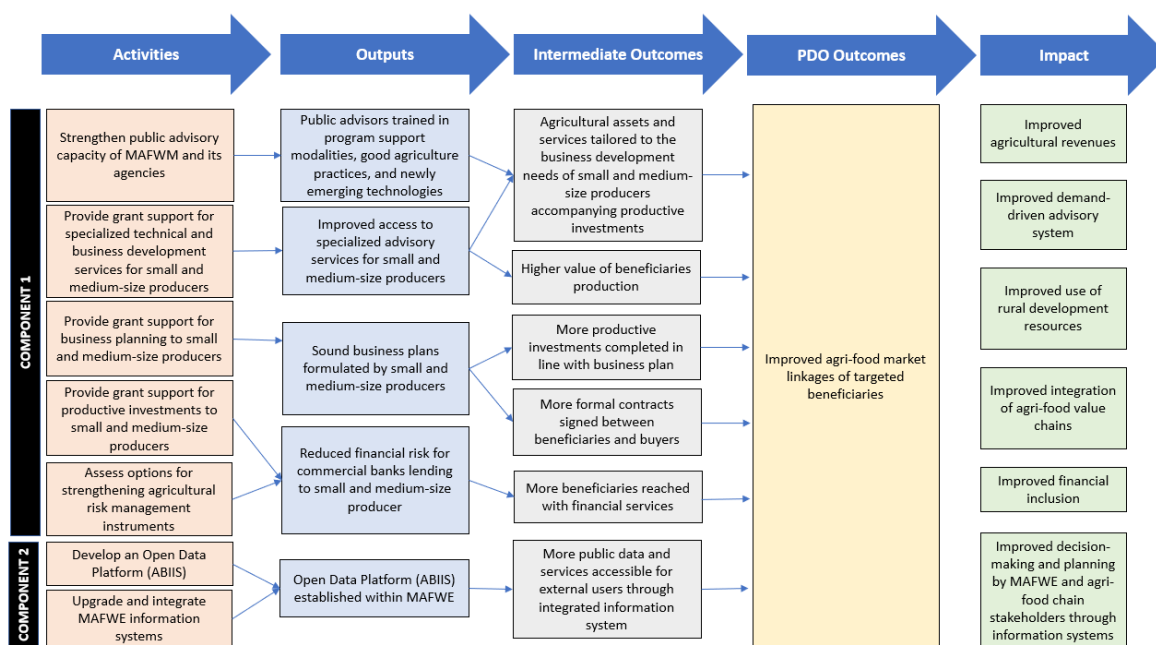 Activities
Outputs
Intermediate Outcomes
PDO Outcomes
Impact
COMPONENT 1
Strengthen public advisory
capacity of MAFWM and its
agencies
Provide grant support for
specialized technical and
business development
services for small and
medium-size producers
Provide grant support for
business planning to small
and medium-size producers
Provide grant support for
productive investments to
small and medium-size
producers
Assess options for
strengthening agricultural
risk management
instruments
Public advisors trained in
program support
modalities, good agriculture
practices, and newly
emerging technologies
Improved access to
specialized advisory
services for small and
medium-size producers
Sound business plans
formulated by small and
medium-size producers
Reduced financial risk for
commercial banks lending
to small and medium-size
producer
Agricultural assets and
services tailored to the
business development
needs of small and medium-
size producers
accompanying productive
investments
Higher value of beneficiaries
production
More productive
investments completed in
line with business plan
More formal contracts
signed between
beneficiaries and buyers
More beneficiaries reached
with financial services
Improved agri-food market
linkages of targeted
beneficiaries
Improved
agricultural revenues
Improved demand-
driven advisory
system
Improved use of
rural development
resources
Improved integration
of agri-food value
chains
Improved financial
inclusion
COMPONENT 2
Develop an Open Data
Platform (ABIIS)
Upgrade and integrate
MAFWE information
systems
Open Data Platform (ABIIS)
established within MAFWE
More public data and
services accessible for
external users through
integrated information
system
Improved decision-
making and planning
by MAFWE and agri-
food chain
stakeholders through
information systems